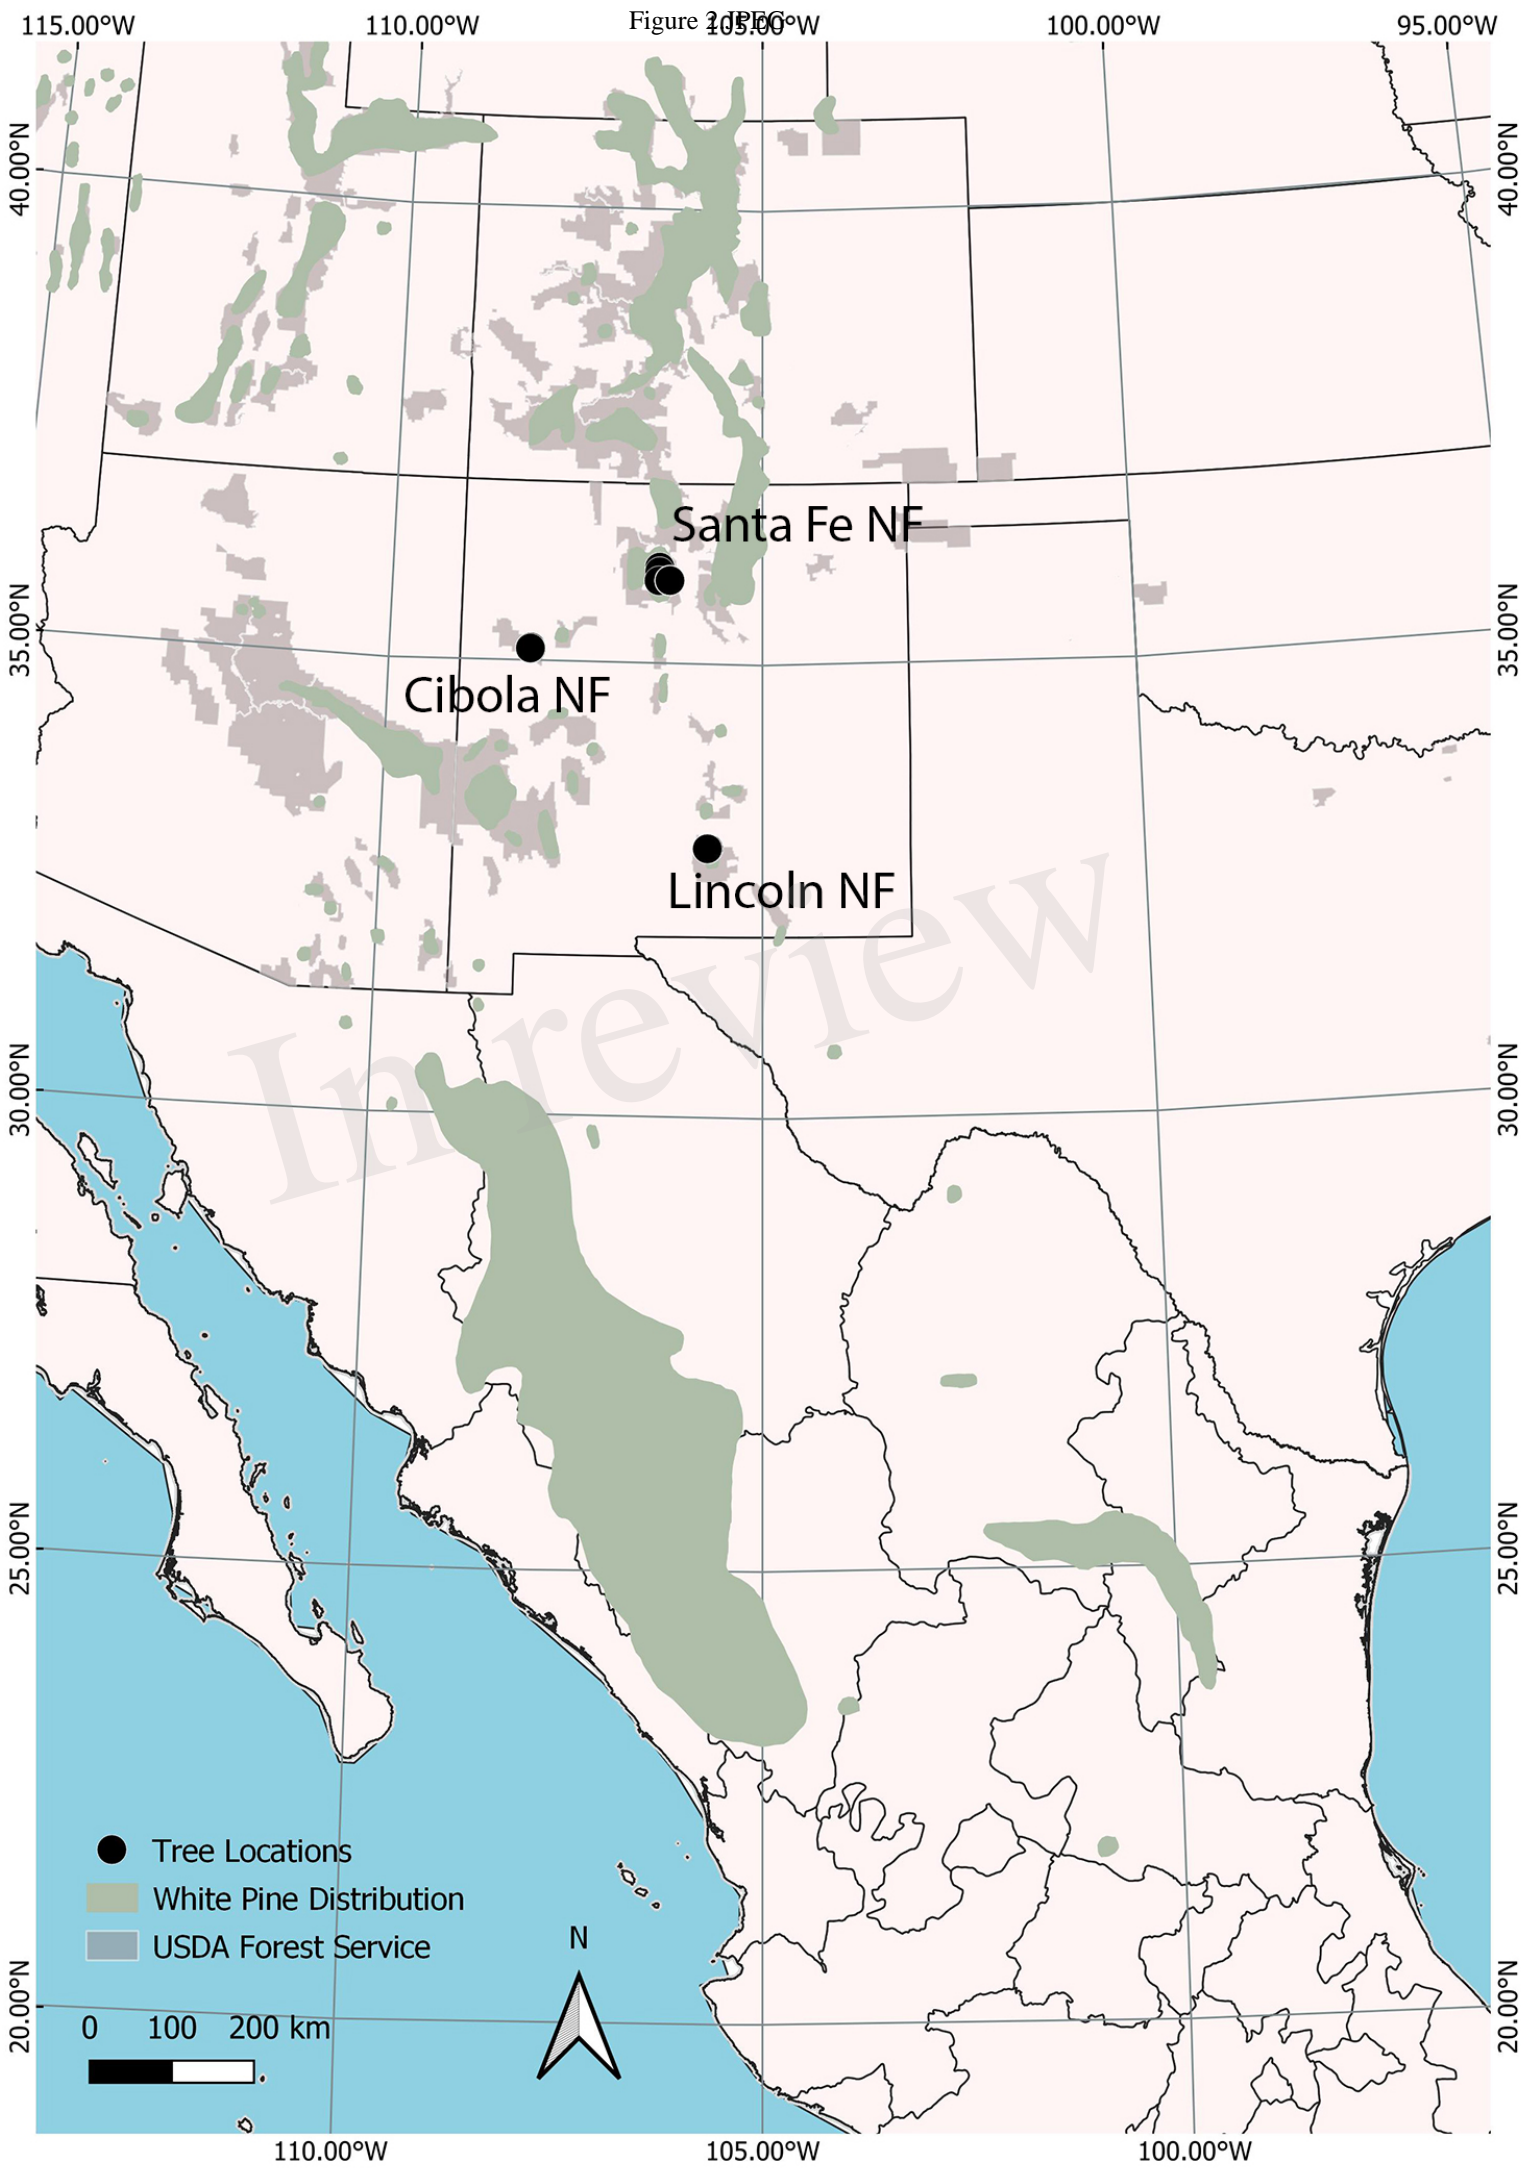 Figure 2.JPEG
115.00°W 110.00°W 105.00°W 100.00°W 95.00°W
40.00°N 40.00°N
Santa Fe NF
35.00°N 35.00°N
Cibola NF
Lincoln NF
In review
30.00°N 30.00°N
25.00°N 25.00°N
Tree Locations
White Pine Distribution
USDA Forest Service
N
20.00°N 20.00°N
0 100 200 km
110.00°W 105.00°W 100.00°W